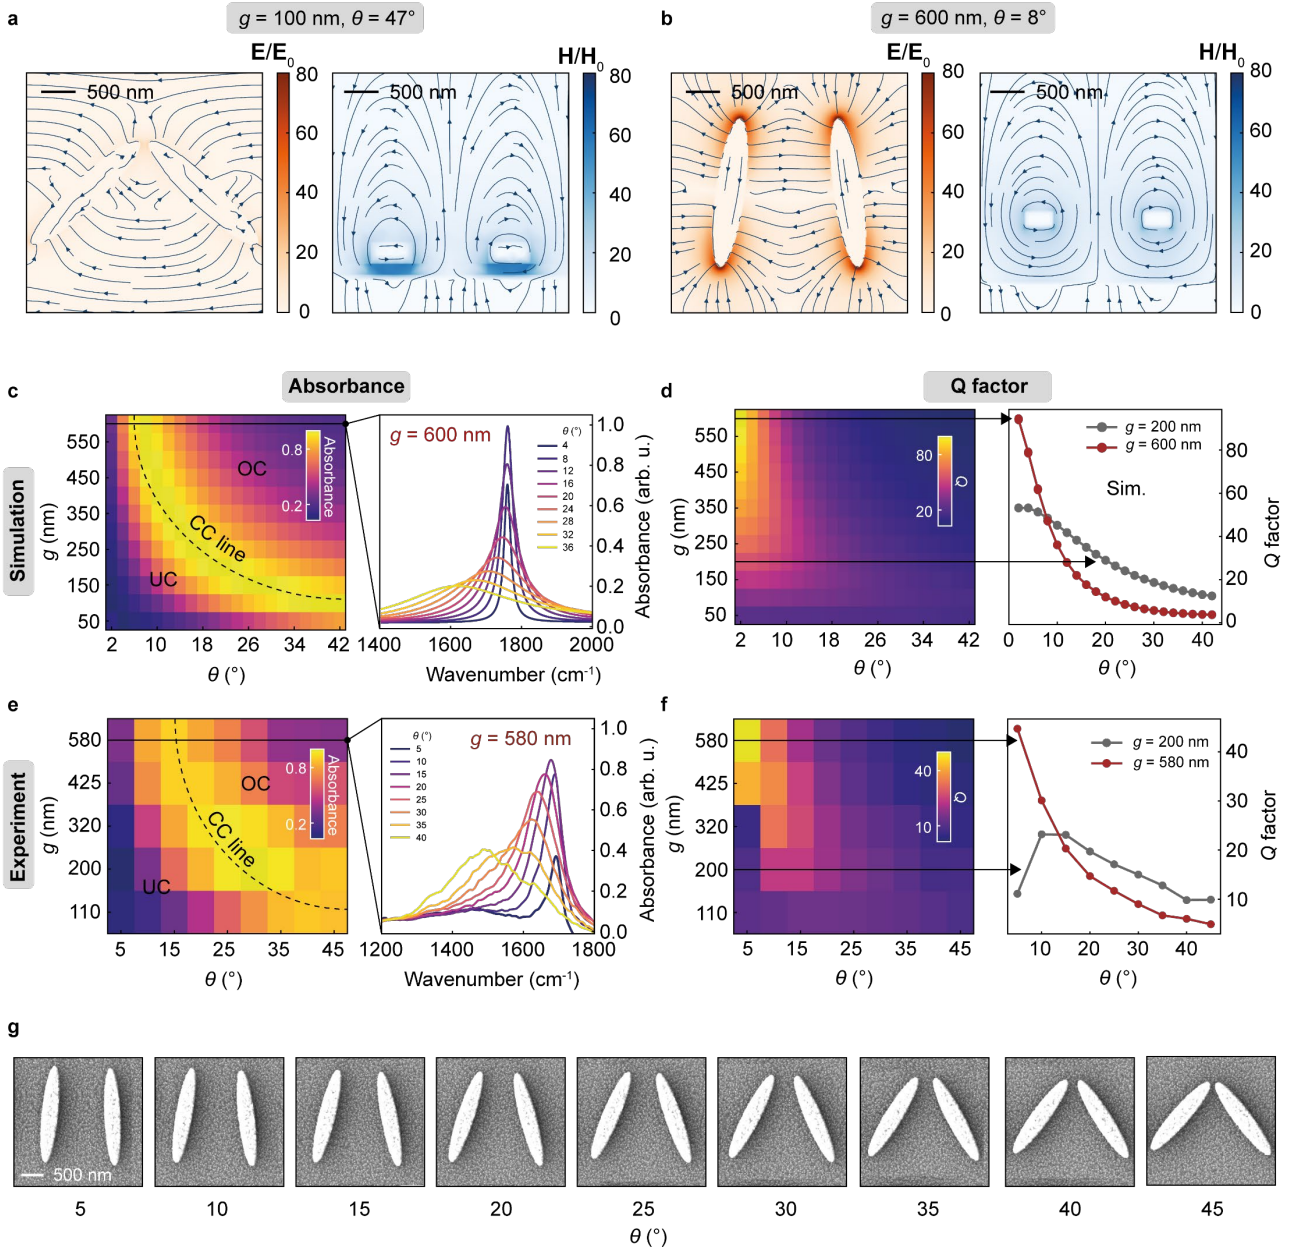 a
g = 100 nm, θ = 47°
E/E0
H/H0
500 nm
500 nm
80
60
40
20
0
80
60
40
20
0
b
g = 600 nm, θ = 8°
E/E0
H/H0
500 nm
500 nm
80
60
40
20
0
80
60
40
20
0
Absorbance
Q factor
Simulation
c
g (nm)
550
450
350
250
150
50
2 10 18 26 34 42
θ (°)
OC
CC line
UC
0.8
0.2
Absorbance
g = 600 nm
θ (°)
4
8
12
16
20
24
28
32
36
1.0
0.8
0.6
0.4
0.2
0.0
Absorbance (arb. u.)
1400 1600 1800 2000
Wavenumber (cm-1)
d
g (nm)
550
450
350
250
150
50
2 10 18 26 34 42
θ (°)
80
20
Q
g = 200 nm
g = 600 nm
Sim.
80
60
40
20
0
Q factor
0 10 20 30 40
θ (°)
Experiment
e
g (nm)
580
425
320
200
110
5 15 25 35 45
θ (°)
OC
CC line
UC
0.8
0.2
Absorbance
g = 580 nm
θ (°)
5
10
15
20
25
30
35
40
1.0
0.8
0.6
0.4
0.2
0.0
Absorbance (arb. u.)
1200 1400 1600 1800
Wavenumber (cm-1)
f
g (nm)
580
425
320
200
110
5 15 25 35 45
θ (°)
40
10
Q
g = 200 nm
g = 580 nm
40
30
20
10
Q factor
10 20 30 40
θ (°)
g
500 nm
5 10 15 20 25 30 35 40 45
θ (°)